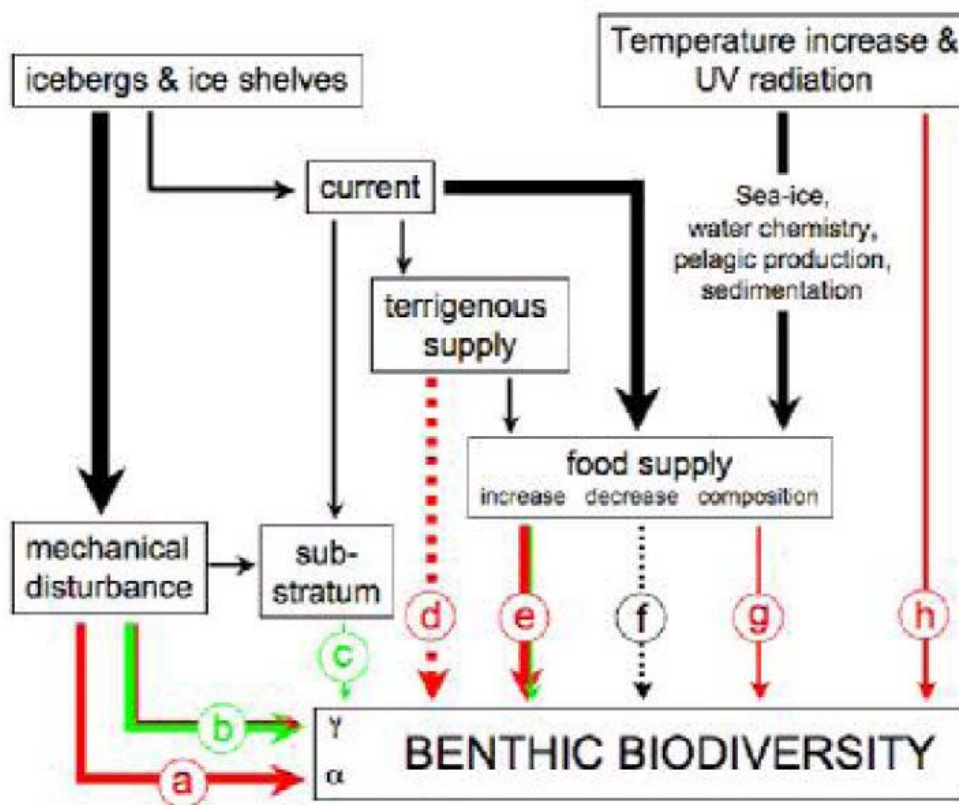 Temperature increase &
UV radiation
icebergs & ice shelves
current
Sea-ice,
water chemistry,
pelagic production,
sedimentation
terrigenous
supply
food supply
increase decrease composition
mechanical
disturbance
sub-
stratum
d
e
f
g
h
c
b
a
γ
α
BENTHIC BIODIVERSITY